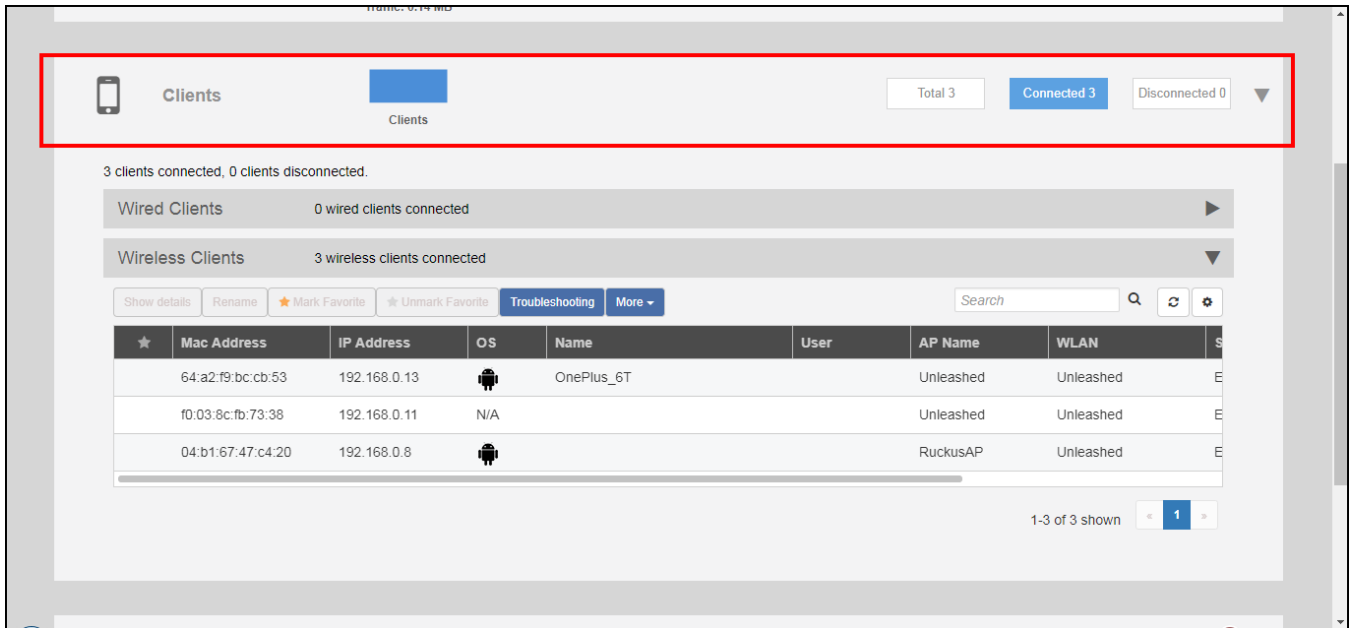 Traffic: 6.14 MB
Clients
Clients
Total 3
Connected 3
Disconnected 0
3 clients connected, 0 clients disconnected.
Wired Clients 0 wired clients connected
Wireless Clients 3 wireless clients connected
Show details Rename Mark Favorite Unmark Favorite Troubleshooting More Search
Mac Address IP Address OS Name User AP Name WLAN S
64:a2:f9:bc:cb:53 192.168.0.13 OnePlus_6T Unleashed Unleashed E
f0:03:8c:fb:73:38 192.168.0.11 N/A Unleashed Unleashed E
04:b1:67:47:c4:20 192.168.0.8 RuckusAP Unleashed E
1-3 of 3 shown « 1 »